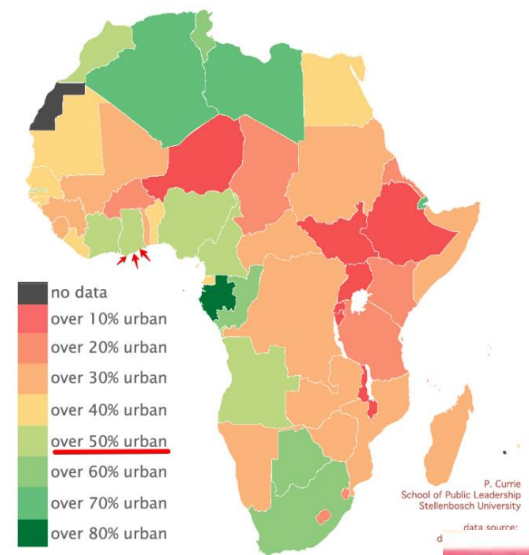 no data
over 10% urban
over 20% urban
over 30% urban
over 40% urban
over 50% urban
over 60% urban
over 70% urban
over 80% urban
P. Currie
School of Public Leadership
Stellenbosch University
data source: